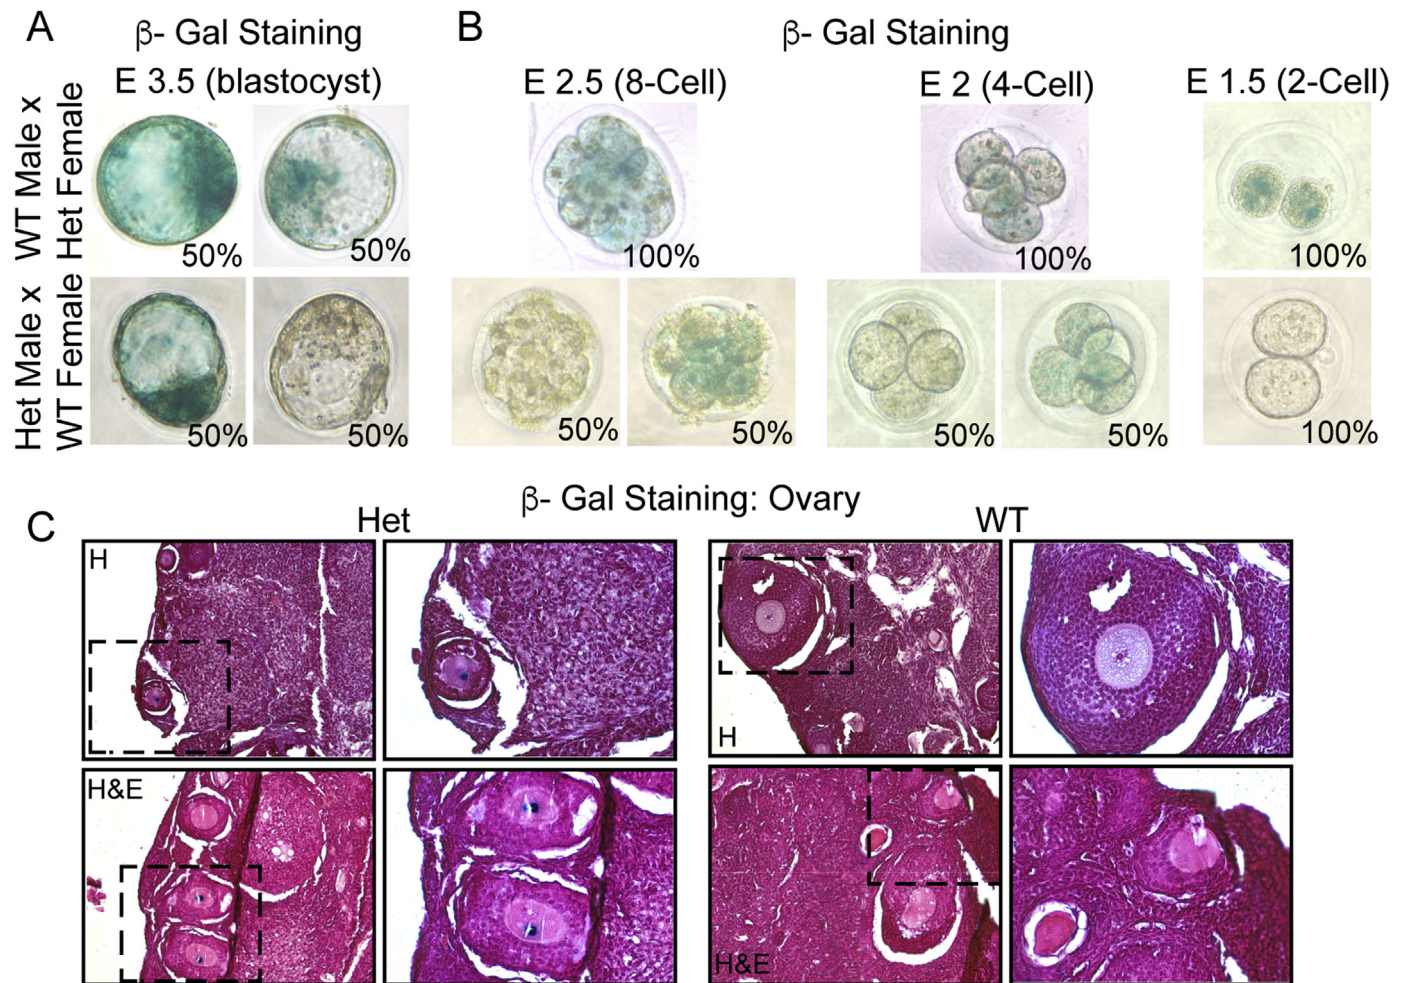 A
β- Gal Staining
E 3.5 (blastocyst)
B
β- Gal Staining
E 2.5 (8-Cell)
E 2 (4-Cell)
E 1.5 (2-Cell)
WT Male x
Het Female
50%
50%
100%
100%
100%
Het Male x
WT Female
50%
50%
50%
50%
50%
50%
100%
C
β- Gal Staining: Ovary
Het
WT
H
H
H&E
H&E